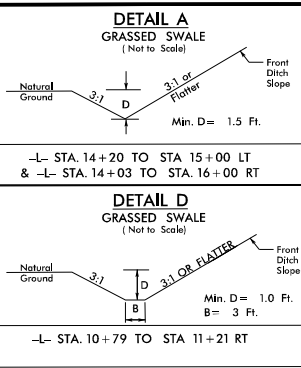 DETAIL A
GRASSED SWALE
( Not to Scale)
Natural
Ground
3:1
D
3:1 or
Flatter
Front
Ditch
Slope
Min. D= 1.5 Ft.
-L- STA. 14+20 TO STA 15+00 LT
& -L- STA. 14+03 TO STA. 16+00 RT
DETAIL D
GRASSED SWALE
( Not to Scale)
Natural
Ground
3:1
D
3:1 OR FLATTER
Front
Ditch
Slope
B
Min. D= 1.0 Ft.
B= 3 Ft.
-L- STA. 10+79 TO STA 11+21 RT